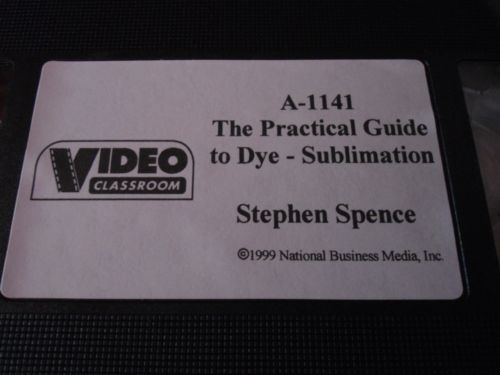 A-1141
The Practical Guide
to Dye - Sublimation
VIDEO
CLASSROOM
Stephen Spence
©1999 National Business Media, Inc.